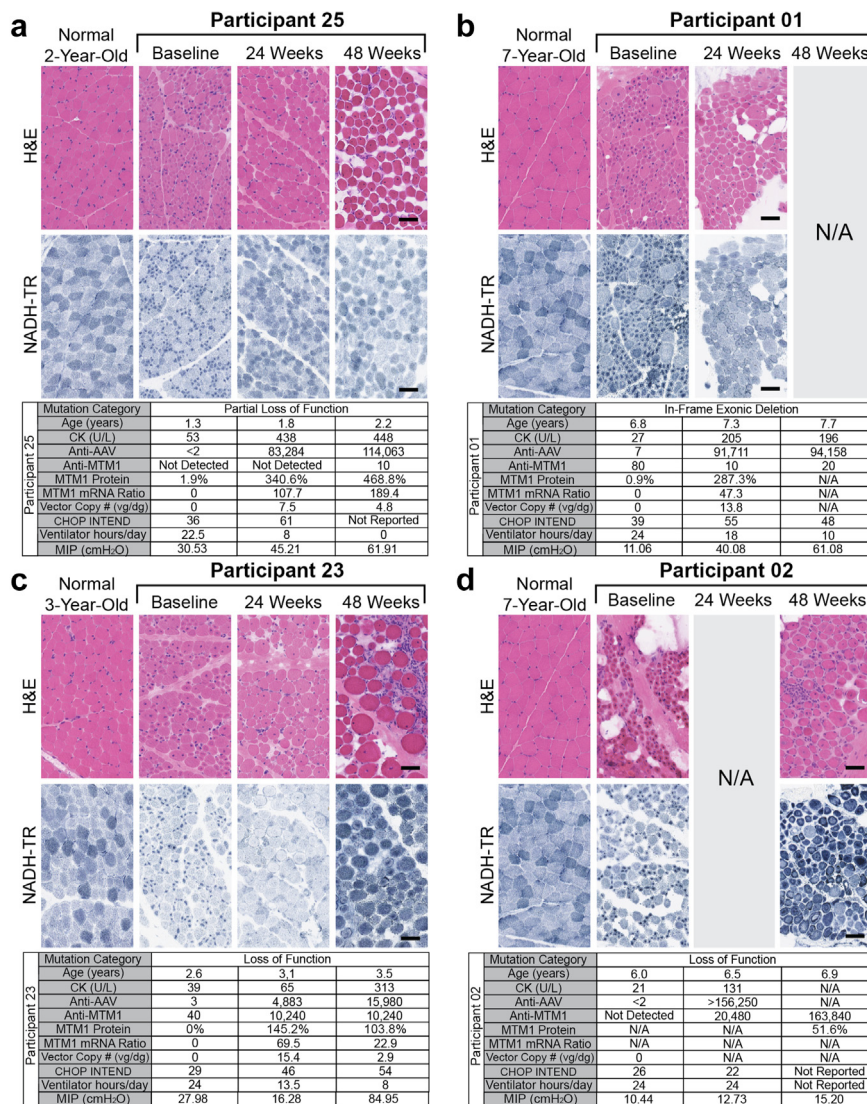 a
Participant 25
Normal
2-Year-Old
Baseline
24 Weeks
48 Weeks
H&E
NADH-TR
Participant 25
Mutation Category Partial Loss of Function
Age (years) 1.3 1.8 2.2
CK (U/L) 53 438 448
Anti-AAV <2 83,284 114,063
Anti-MTM1 Not Detected Not Detected 10
MTM1 Protein 1.9% 340.6% 468.8%
MTM1 mRNA Ratio 0 107.7 189.4
Vector Copy # (vg/dg) 0 7.5 4.8
CHOP INTEND 36 61 Not Reported
Ventilator hours/day 22.5 8 0
MIP (cmH₂O) 30.53 45.21 61.91
b
Participant 01
Normal
7-Year-Old
Baseline
24 Weeks
48 Weeks
H&E
NADH-TR
N/A
Participant 01
Mutation Category In-Frame Exonic Deletion
Age (years) 6.8 7.3 7.7
CK (U/L) 27 205 196
Anti-AAV 7 91,711 94,158
Anti-MTM1 80 10 20
MTM1 Protein 0.9% 287.3% N/A
MTM1 mRNA Ratio 0 47.3 N/A
Vector Copy # (vg/dg) 0 13.8 N/A
CHOP INTEND 39 55 48
Ventilator hours/day 24 18 10
MIP (cmH₂O) 11.06 40.08 61.08
c
Participant 23
Normal
3-Year-Old
Baseline
24 Weeks
48 Weeks
H&E
NADH-TR
Participant 23
Mutation Category Loss of Function
Age (years) 2.6 3.1 3.5
CK (U/L) 39 65 313
Anti-AAV 3 4,883 15,980
Anti-MTM1 40 10,240 10,240
MTM1 Protein 0% 145.2% 103.8%
MTM1 mRNA Ratio 0 69.5 22.9
Vector Copy # (vg/dg) 0 15.4 2.9
CHOP INTEND 29 46 54
Ventilator hours/day 24 13.5 8
MIP (cmH₂O) 27.98 16.28 84.95
d
Participant 02
Normal
7-Year-Old
Baseline
24 Weeks
48 Weeks
H&E
NADH-TR
N/A
Participant 02
Mutation Category Loss of Function
Age (years) 6.0 6.5 6.9
CK (U/L) 21 131 N/A
Anti-AAV <2 >156,250 N/A
Anti-MTM1 Not Detected 20,480 163,840
MTM1 Protein N/A N/A 51.6%
MTM1 mRNA Ratio N/A N/A N/A
Vector Copy # (vg/dg) 0 N/A N/A
CHOP INTEND 26 22 Not Reported
Ventilator hours/day 24 24 Not Reported
MIP (cmH₂O) 10.44 12.73 15.20